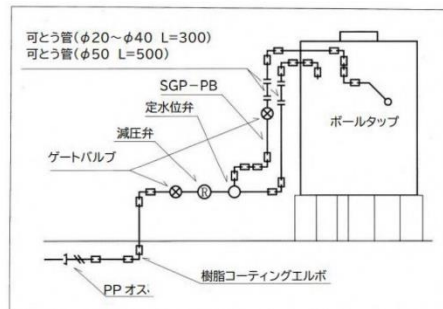 可とう管(φ20～φ40 L=300)
可とう管(φ50 L=500)
SGP-PB
定水位弁
減圧弁
ゲートバルブ
ボールタップ
R
樹脂コーティングエルボ
PPオス